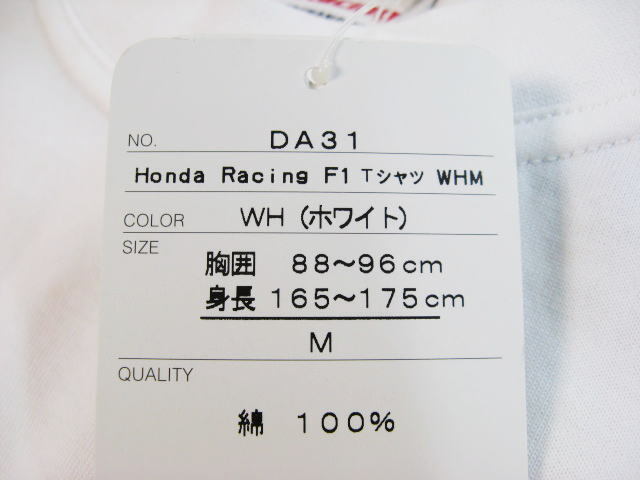 NO. DA31
Honda Racing F1 Tシャツ WHM
COLOR WH (ホワイト)
SIZE
胸囲 88~96cm
身長 165~175cm
M
QUALITY
綿 100%